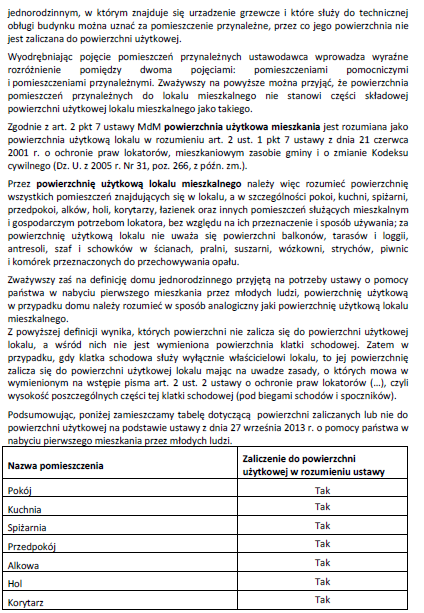 jednorodzinnym, w którym znajduje się urzadzenie grzewcze i które służy do technicznej
obługi budynku można uznać za pomieszczenie przynależne, przez co jego powierzchnia nie
jest zaliczana do powierzchni użytkowej.
Wyodrębniając pojęcie pomieszczeń przynależnych ustawodawca wprowadza wyraźne
rozróżnienie pomiędzy dwoma pojęciami: pomieszczeniami pomocniczymi
i pomieszczeniami przynależnymi. Zważywszy na powyższe można przyjąć, że powierzchnia
pomieszczeń przynależnych do lokalu mieszkalnego nie stanowi części składowej
powierzchni użytkowej lokalu mieszkalnego jako takiego.
Zgodnie z art. 2 pkt 7 ustawy MdM powierzchnia użytkowa mieszkania jest rozumiana jako
powierzchnia użytkową lokalu w rozumieniu art. 2 ust. 1 pkt 7 ustawy z dnia 21 czerwca
2001 r. o ochronie praw lokatorów, mieszkaniowym zasobie gminy i o zmianie Kodeksu
cywilnego (Dz. U. z 2005 r. Nr 31, poz. 266, z późn. zm.).
Przez powierzchnię użytkową lokalu mieszkalnego należy więc rozumieć powierzchnię
wszystkich pomieszczeń znajdujących się w lokalu, a w szczególności pokoi, kuchni, spiżarni,
przedpokoi, alków, holi, korytarzy, łazienek oraz innych pomieszczeń służących mieszkalnym
i gospodarczym potrzebom lokatora, bez względu na ich przeznaczenie i sposób używania; za
powierzchnię użytkową lokalu nie uważa się powierzchni balkonów, tarasów i loggii,
antresoli, szaf i schowków w ścianach, pralni, suszarni, wózkowni, strychów, piwnic
i komórek przeznaczonych do przechowywania opału.
Zważywszy zaś na definicję domu jednorodzinnego przyjętą na potrzeby ustawy o pomocy
państwa w nabyciu pierwszego mieszkania przez młodych ludzi, powierzchnię użytkową
w przypadku domu należy rozumieć w sposób analogiczny jaki powierzchnię użytkową lokalu
mieszkalnego.
Z powyższej definicji wynika, których powierzchni nie zalicza się do powierzchni użytkowej
lokalu, a wśród nich nie jest wymieniona powierzchnia klatki schodowej. Zatem w
przypadku, gdy klatka schodowa służy wyłącznie właścicielowi lokalu, to jej powierzchnię
zalicza się do powierzchni użytkowej lokalu mając na uwadze zasady, o których mowa w
wymienionym na wstępie pisma art. 2 ust. 2 ustawy o ochronie praw lokatorów (...), czyli
wysokość poszczególnych części tej klatki schodowej (pod biegami schodów i spoczników).
Podsumowując, poniżej zamieszczamy tabelę dotyczącą powierzchni zaliczanych lub nie do
powierzchni użytkowej na podstawie ustawy z dnia 27 września 2013 r. o pomocy państwa w
nabyciu pierwszego mieszkania przez młodych ludzi.
Nazwa pomieszczenia
Zaliczenie do powierzchni
użytkowej w rozumieniu ustawy
Pokój
Tak
Kuchnia
Tak
Spiżarnia
Tak
Przedpokój
Tak
Alkowa
Tak
Hol
Tak
Korytarz
Tak